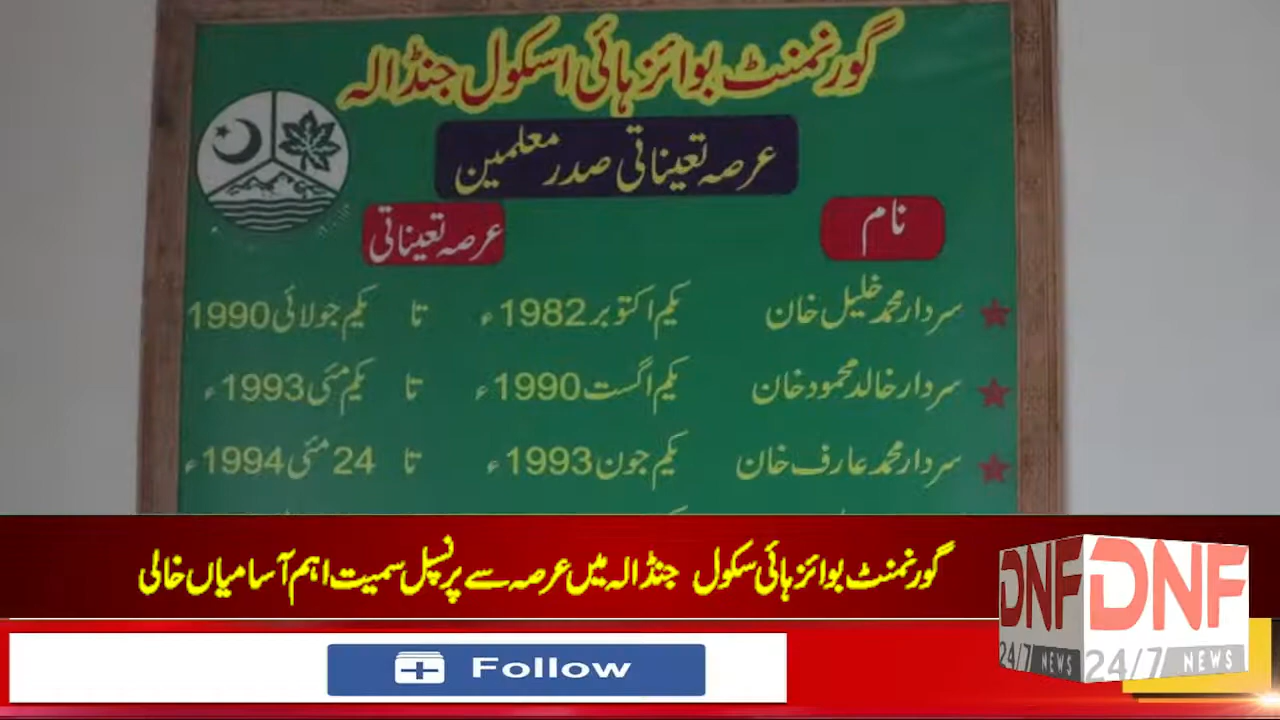 گورنمنٹ بوائز ہائی اسکول جنڈالہ
عرصہ تعیناتی صدر معلمین
نام عرصہ تعیناتی
سردار محمد خلیل خان یکم اکتوبر 1982ء تا یکم جولائی 1990
سردار خالد محمود خان یکم اگست 1990ء تا یکم مئی 1993ء
سردار محمد عارف خان یکم جون 1993ء تا 24 مئی 1994ء
گورنمنٹ بوائز ہائی سکول جنڈالہ میں عرصہ سے پرنسپل سمیت اہم آسامیاں خالی
DNF DNF
24/7 NEWS 24/7 NEWS
Follow